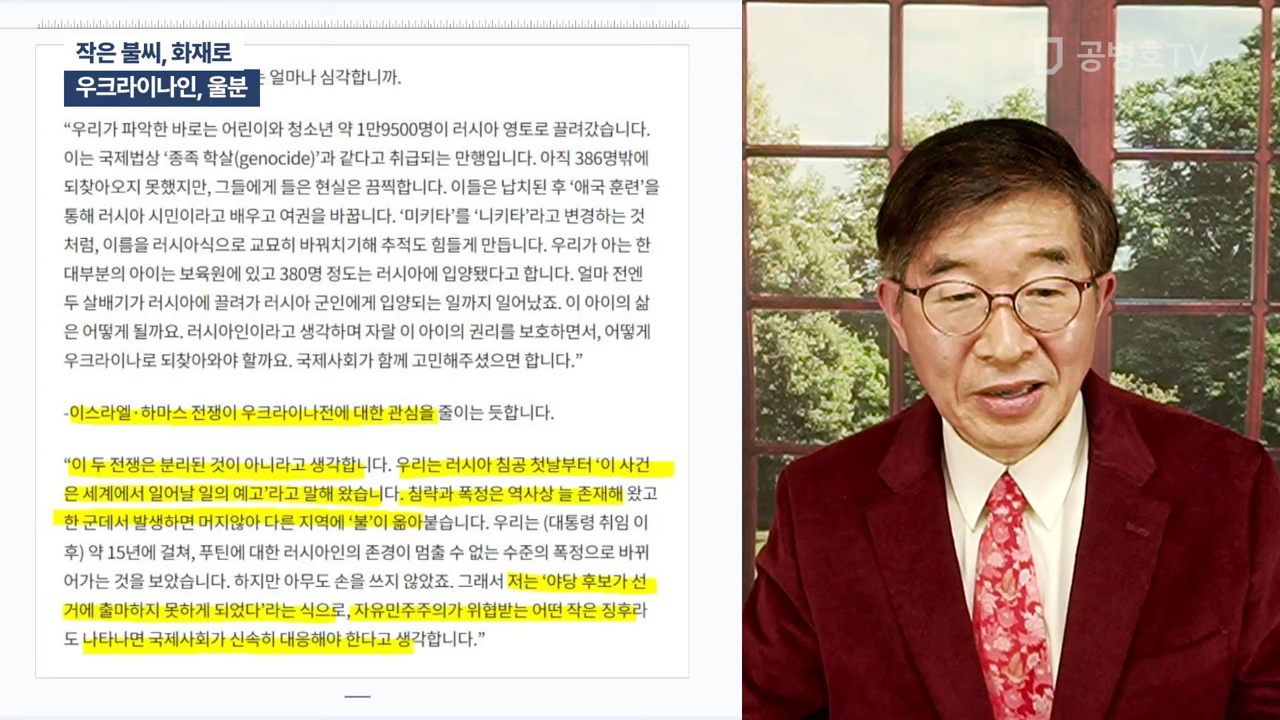 작은 불씨, 화재로
우크라이나인, 울분
는 얼마나 심각합니까.
“우리가 파악한 바로는 어린이와 청소년 약 1만9500명이 러시아 영토로 끌려갔습니다.
이는 국제법상 ‘종족 학살(genocide)’과 같다고 취급되는 만행입니다. 아직 386명밖에
되찾아오지 못했지만, 그들에게 들은 현실은 끔찍합니다. 이들은 납치된 후 ‘애국 훈련’을
통해 러시아 시민이라고 배우고 여권을 바꿉니다. ‘미키타’를 ‘니키타’라고 변경하는 것
처럼, 이름을 러시아식으로 교묘히 바꿔치기해 추적도 힘들게 만듭니다. 우리가 아는 한
대부분의 아이는 보육원에 있고 380명 정도는 러시아에 입양됐다고 합니다. 얼마 전엔
두 살배기가 러시아에 끌려가 러시아 군인에게 입양되는 일까지 일어났죠. 이 아이의 삶
은 어떻게 될까요. 러시아인이라고 생각하며 자랄 이 아이의 권리를 보호하면서, 어떻게
우크라이나로 되찾아와야 할까요. 국제사회가 함께 고민해주셨으면 합니다.”
-이스라엘·하마스 전쟁이 우크라이나전에 대한 관심을 줄이는 듯합니다.
“이 두 전쟁은 분리된 것이 아니라고 생각합니다. 우리는 러시아 침공 첫날부터 ‘이 사건
은 세계에서 일어날 일의 예고’라고 말해 왔습니다. 침략과 폭정은 역사상 늘 존재해 왔고
한 군데서 발생하면 머지않아 다른 지역에 ‘불’이 옮아붙습니다. 우리는 (대통령 취임 이
후) 약 15년에 걸쳐, 푸틴에 대한 러시아인의 존경이 멈출 수 없는 수준의 폭정으로 바뀌
어가는 것을 보았습니다. 하지만 아무도 손을 쓰지 않았죠. 그래서 저는 ‘야당 후보가 선
거에 출마하지 못하게 되었다’라는 식으로, 자유민주주의가 위협받는 어떤 작은 징후라
도 나타나면 국제사회가 신속히 대응해야 한다고 생각합니다.”
공병호TV